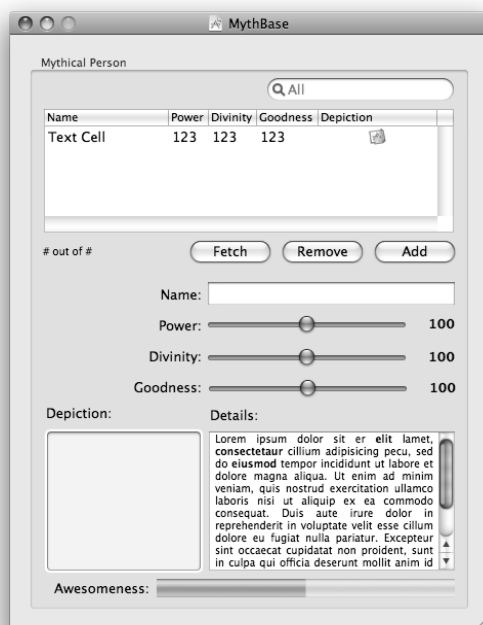 MythBase
Mythical Person
All
Name Power Divinity Goodness Depiction
Text Cell 123 123 123
# out of # Fetch Remove Add
Name:
Power: 100
Divinity: 100
Goodness: 100
Depiction: Details:
Lorem ipsum dolor sit er elit lamet,
consectetaur cillium adipisicing pecu, sed
do eiusmod tempor incididunt ut labore et
dolore magna aliqua. Ut enim ad minim
veniam, quis nostrud exercitation ullamco
laboris nisi ut aliquip ex ea commodo
consequat. Duis aute irure dolor in
reprehenderit in voluptate velit esse cillum
dolore eu fugiat nulla pariatur. Excepteur
sint occaecat cupidatat non proident, sunt
in culpa qui officia deserunt mollit anim id
Awesomeness: